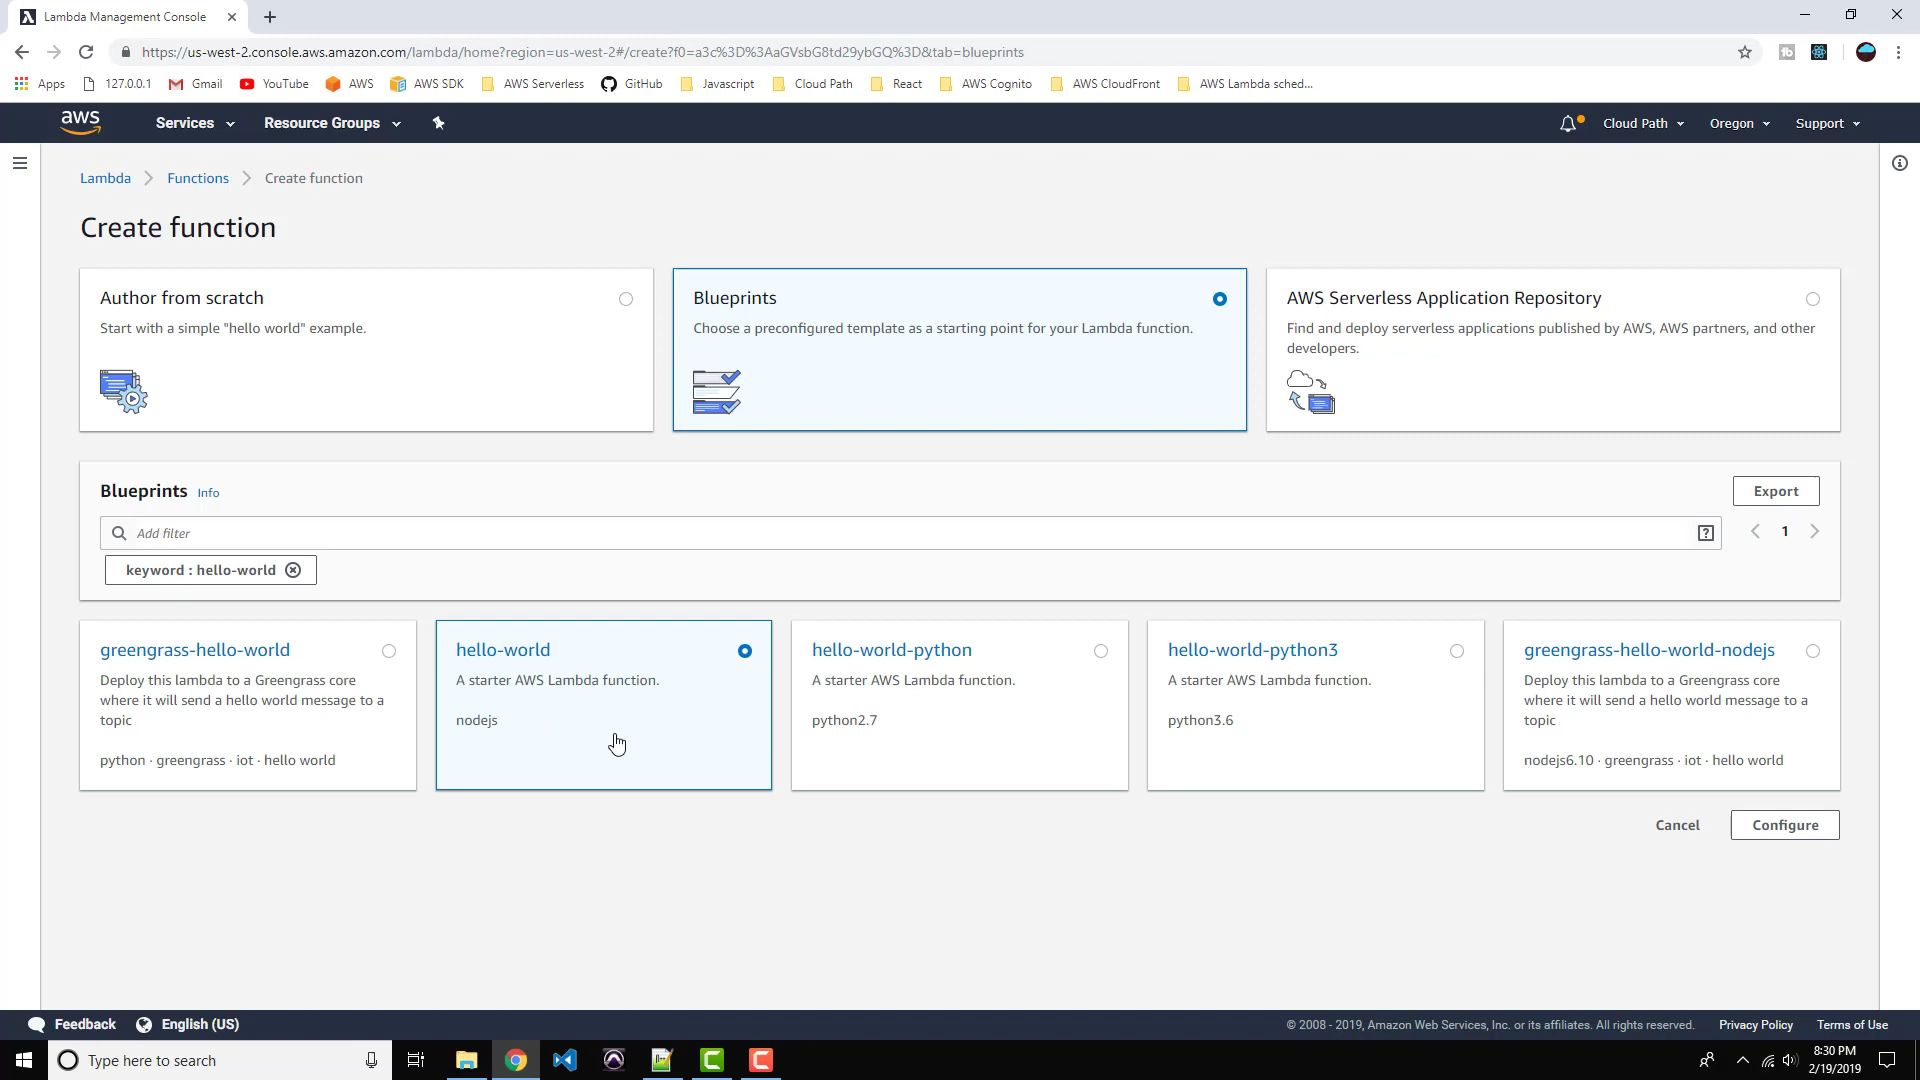 Lambda Management Console
https://us-west-2.console.aws.amazon.com/lambda/home?region=us-west-2#/create?f0=a3c%3D%3AaGVsbG8td29ybGQ%3D&tab=blueprints
Apps 127.0.0.1 Gmail YouTube AWS AWS SDK AWS Serverless GitHub Javascript Cloud Path React AWS Cognito AWS CloudFront AWS Lambda sched...
aws Services Resource Groups Cloud Path Oregon Support
Lambda Functions Create function
Create function
Author from scratch
Start with a simple "hello world" example.
Blueprints
Choose a preconfigured template as a starting point for your Lambda function.
AWS Serverless Application Repository
Find and deploy serverless applications published by AWS, AWS partners, and other
developers.
Blueprints Info
Export
Add filter
1
keyword : hello-world
greengrass-hello-world
Deploy this lambda to a Greengrass core
where it will send a hello world message to a
topic
python · greengrass · iot · hello world
hello-world
A starter AWS Lambda function.
nodejs
hello-world-python
A starter AWS Lambda function.
python2.7
hello-world-python3
A starter AWS Lambda function.
python3.6
greengrass-hello-world-nodejs
Deploy this lambda to a Greengrass core
where it will send a hello world message to a
topic
nodejs6.10 · greengrass · iot · hello world
Cancel Configure
Feedback English (US) © 2008 - 2019, Amazon Web Services, Inc. or its affiliates. All rights reserved. Privacy Policy Terms of Use
Type here to search
8:30 PM
2/19/2019